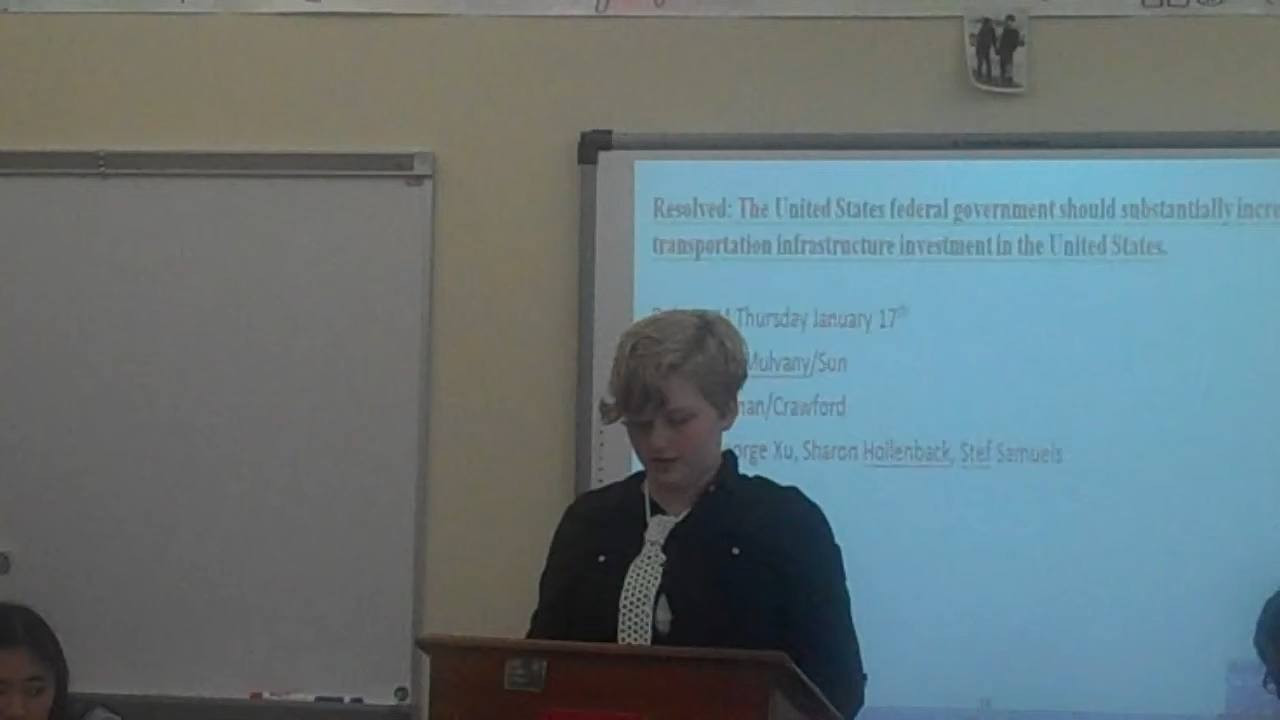 Resolved: The United States federal government should substantially incre
transportation infrastructure investment in the United States.
Thursday January 17th
Mulvany/Sun
man/Crawford
orge Xu, Sharon Hollenback, Stef Samuels